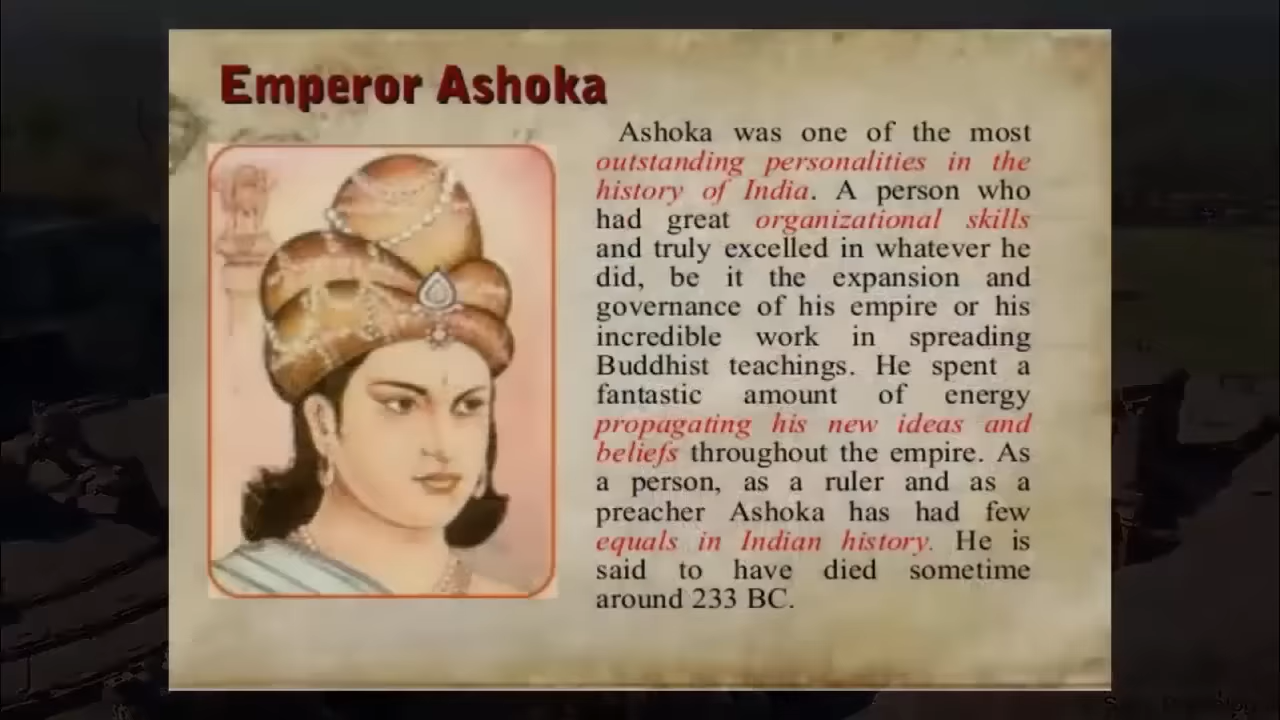 Emperor Ashoka
Ashoka was one of the most
outstanding personalities in the
history of India. A person who
had great organizational skills
and truly excelled in whatever he
did, be it the expansion and
governance of his empire or his
incredible work in spreading
Buddhist teachings. He spent a
fantastic amount of energy
propagating his new ideas and
beliefs throughout the empire. As
a person, as a ruler and as a
preacher Ashoka has had few
equals in Indian history. He is
said to have died sometime
around 233 BC.